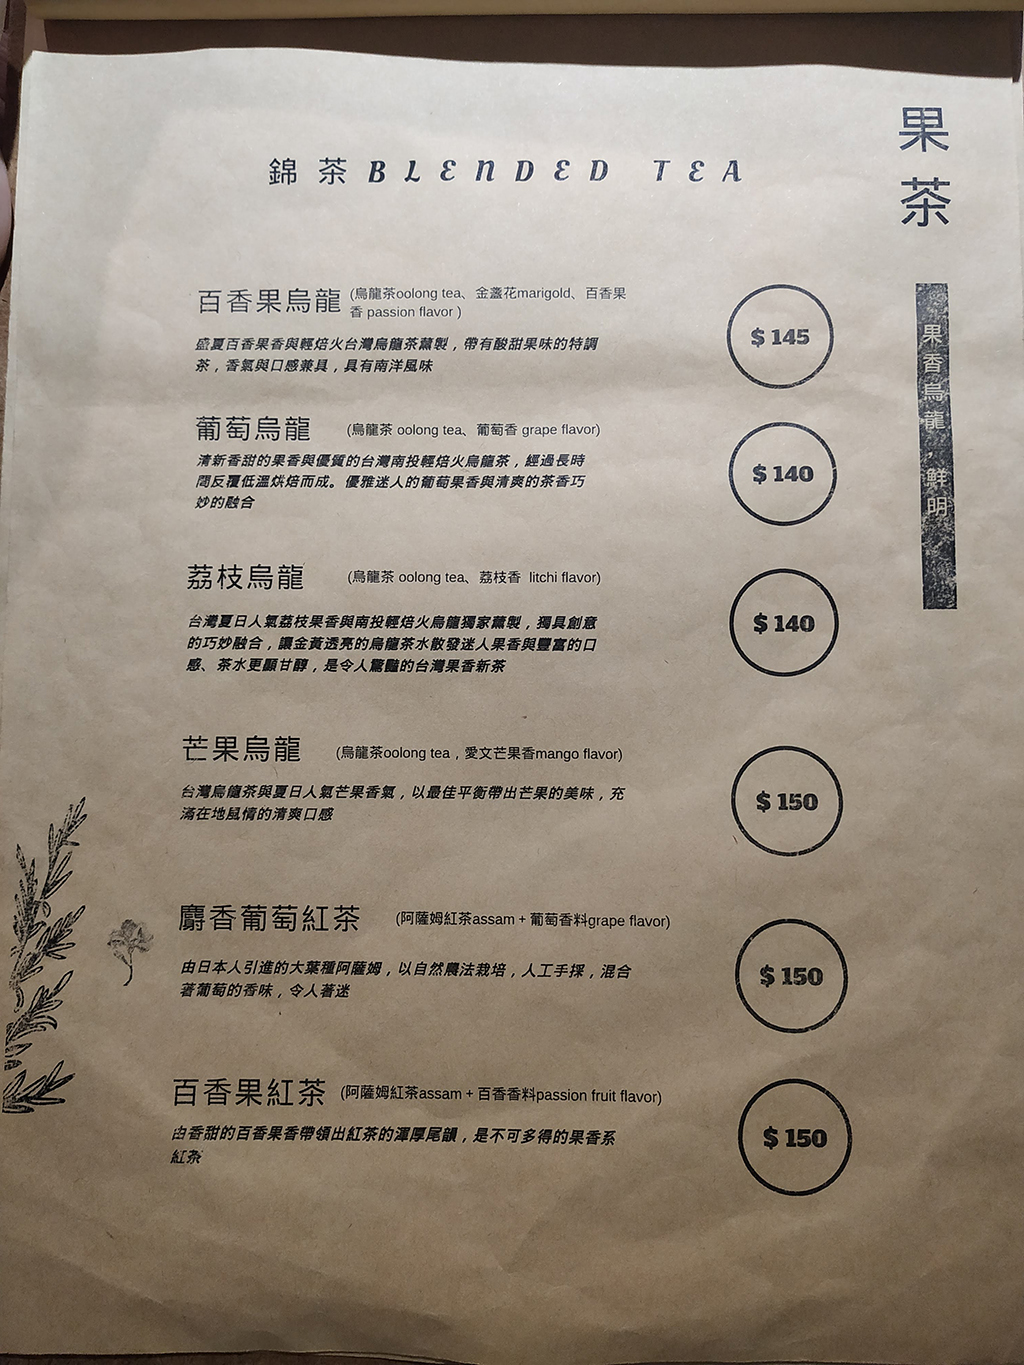 果茶
錦茶 BLENDED TEA
果香烏龍，鮮明
百香果烏龍 (烏龍茶oolong tea、金盞花marigold、百香果
香 passion flavor )
盛夏百香果香與輕焙火台灣烏龍茶薰製，帶有酸甜果味的特調
茶，香氣與口感兼具，具有南洋風味
$ 145
葡萄烏龍 (烏龍茶 oolong tea、葡萄香 grape flavor)
清新香甜的果香與優質的台灣南投輕焙火烏龍茶，經過長時
間反覆低溫烘焙而成。優雅迷人的葡萄果香與清爽的茶香巧
妙的融合
$ 140
荔枝烏龍 (烏龍茶 oolong tea、荔枝香 litchi flavor)
台灣夏日人氣荔枝果香與南投輕焙火烏龍獨家薰製，獨具創意
的巧妙融合，讓金黃透亮的烏龍茶水散發迷人果香與豐富的口
感、茶水更顯甘醇，是令人驚豔的台灣果香新茶
$ 140
芒果烏龍 (烏龍茶oolong tea，愛文芒果香mango flavor)
台灣烏龍茶與夏日人氣芒果香氣，以最佳平衡帶出芒果的美味，充
滿在地風情的清爽口感
$ 150
麝香葡萄紅茶 (阿薩姆紅茶assam + 葡萄香料grape flavor)
由日本人引進的大葉種阿薩姆，以自然農法栽培，人工手採，混合
著葡萄的香味，令人著迷
$ 150
百香果紅茶 (阿薩姆紅茶assam + 百香香料passion fruit flavor)
由香甜的百香果香帶領出紅茶的渾厚尾韻，是不可多得的果香系
紅茶
$ 150